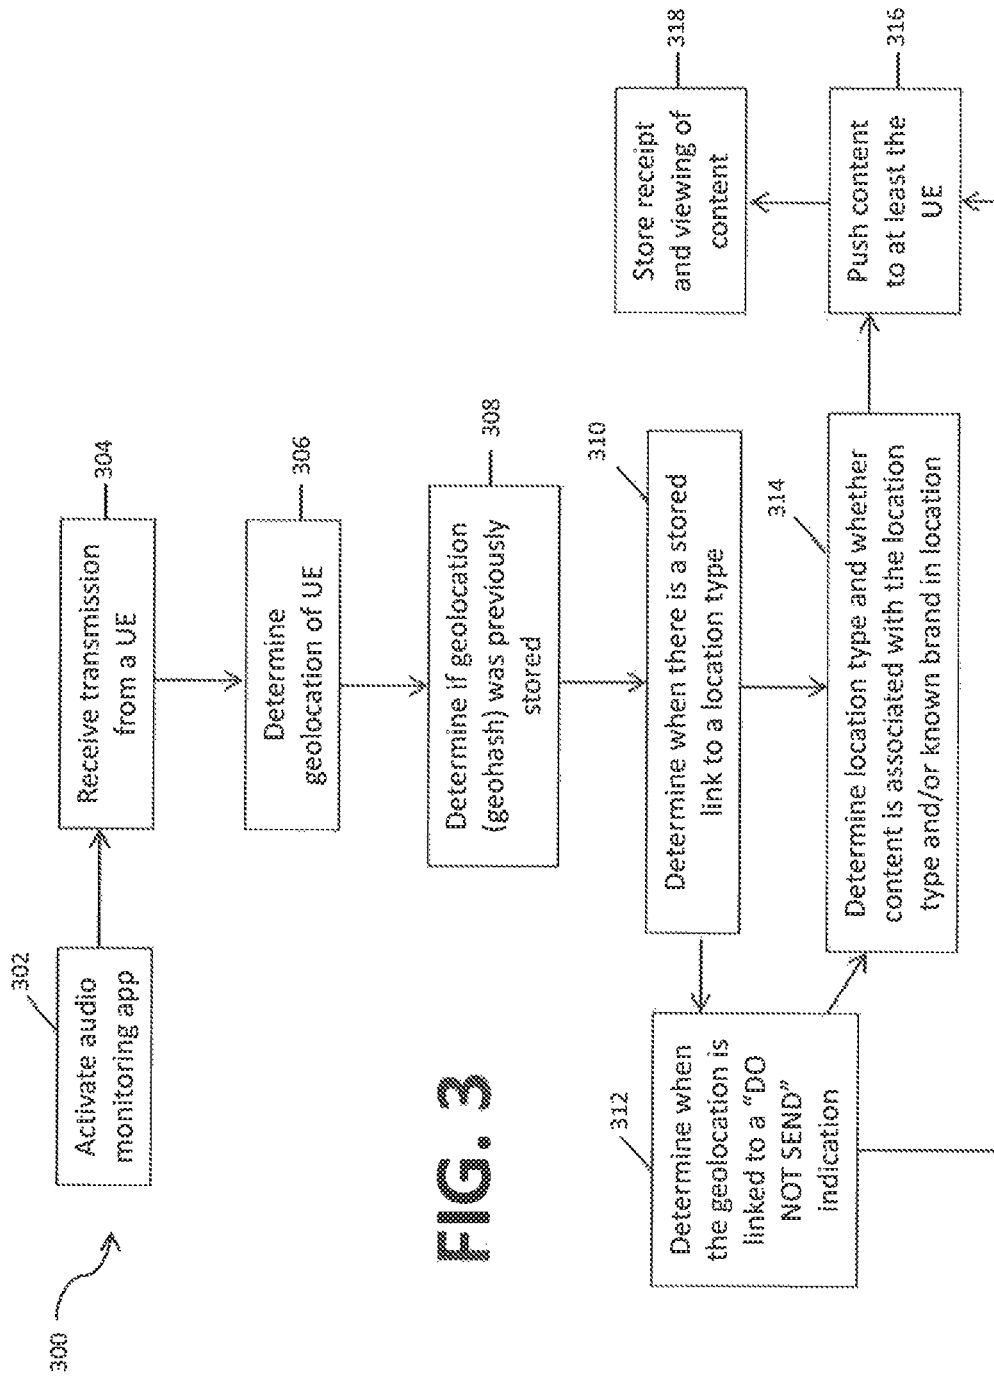 300
302
Activate audio
monitoring app
304
Receive transmission
from a UE
306
Determine
geolocation of UE
308
Determine if geolocation
(geohash) was previously
stored
310
Determine when there is a stored
link to a location type
312
Determine when
the geolocation is
linked to a “DO
NOT SEND”
indication
314
Determine location type and whether
content is associated with the location
type and/or known brand in location
316
Push content
to at least the
UE
318
Store receipt
and viewing of
content
FIG. 3